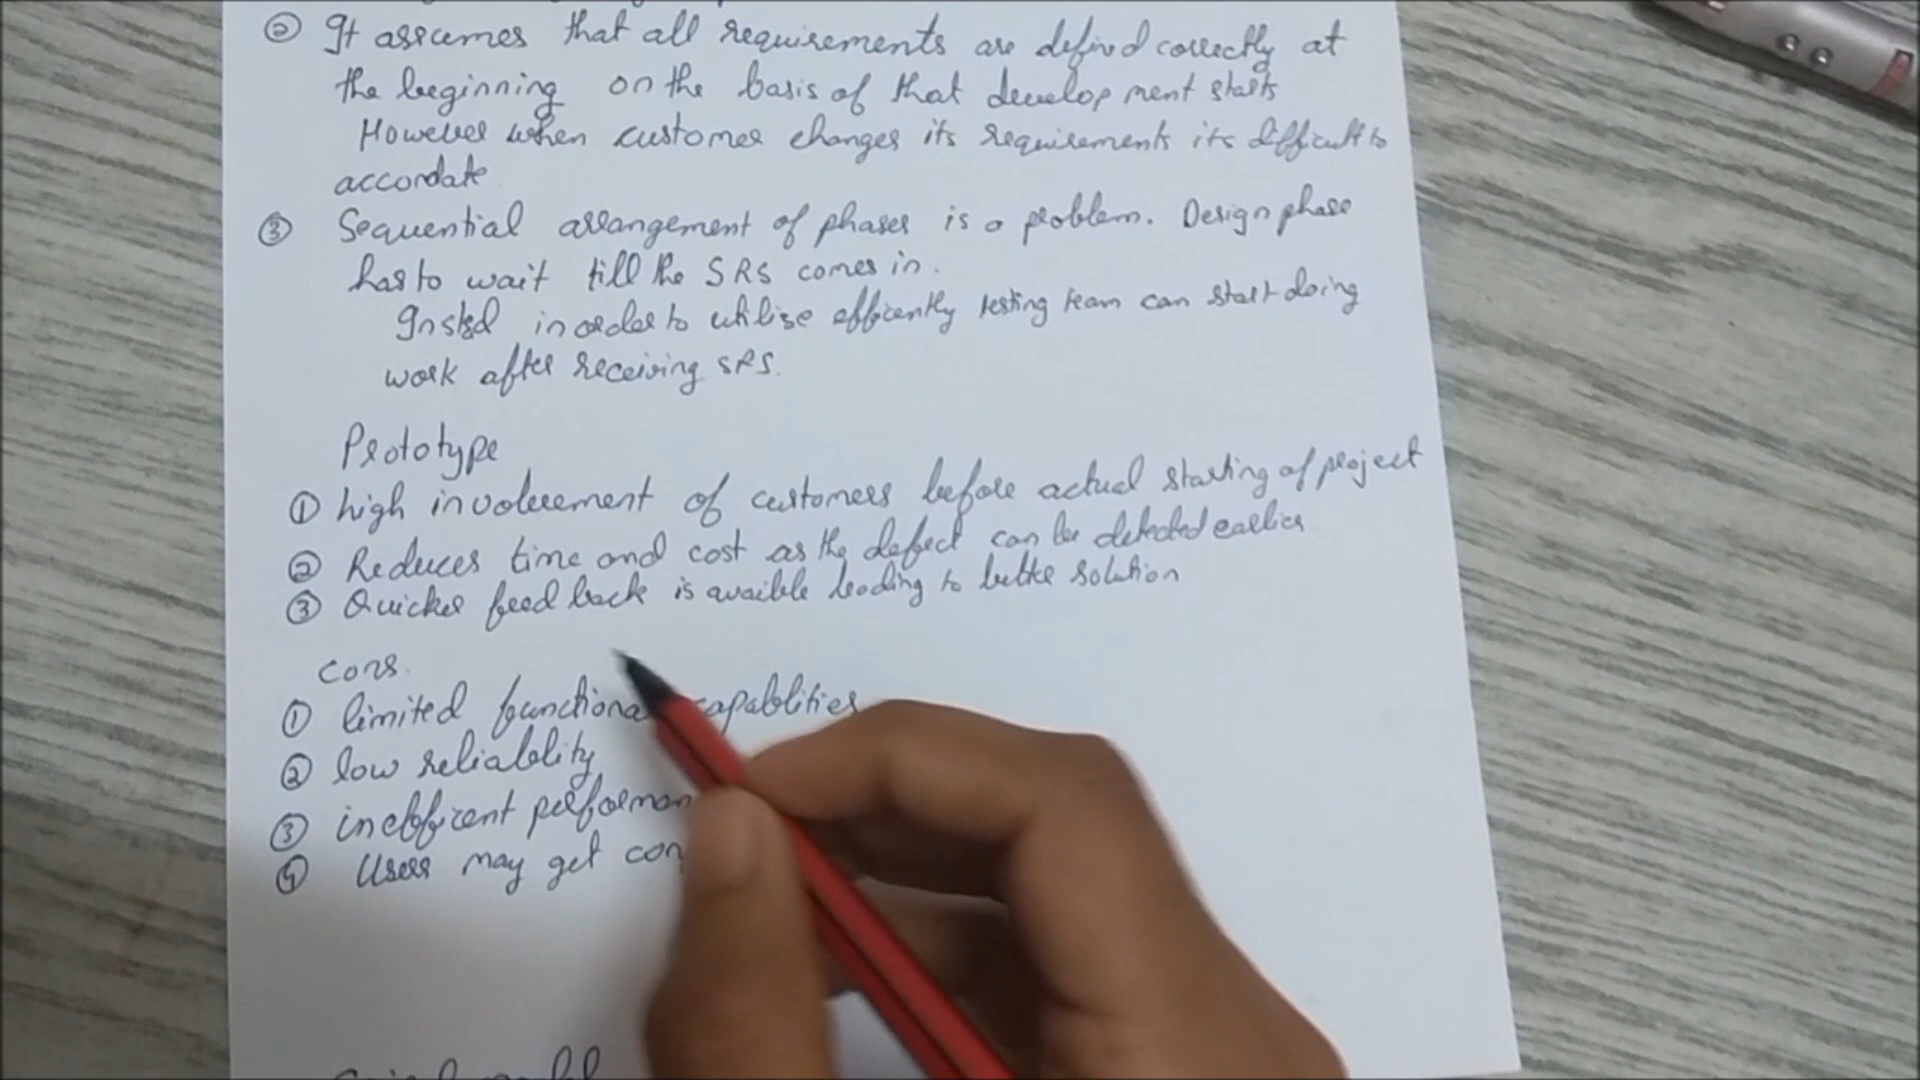 ② It assumes that all requirements are defined correctly at
the beginning on the basis of that development starts
However when customer changes its requirements its difficult to
accordate
③ Sequential arrangement of phases is a problem. Design phase
has to wait till the SRS comes in.
in order to utilise efficently testing team can start doing
work after receiving SRS.
Prototype
① high involvement of customers before actual starting of project
② Reduces time and cost as the defect can be detected earlier
③ Quicker feed back is avaible leading to better solution
cons.
① limited functional capablities
② low reliablity
③ inefficent performan
④ Users may get con